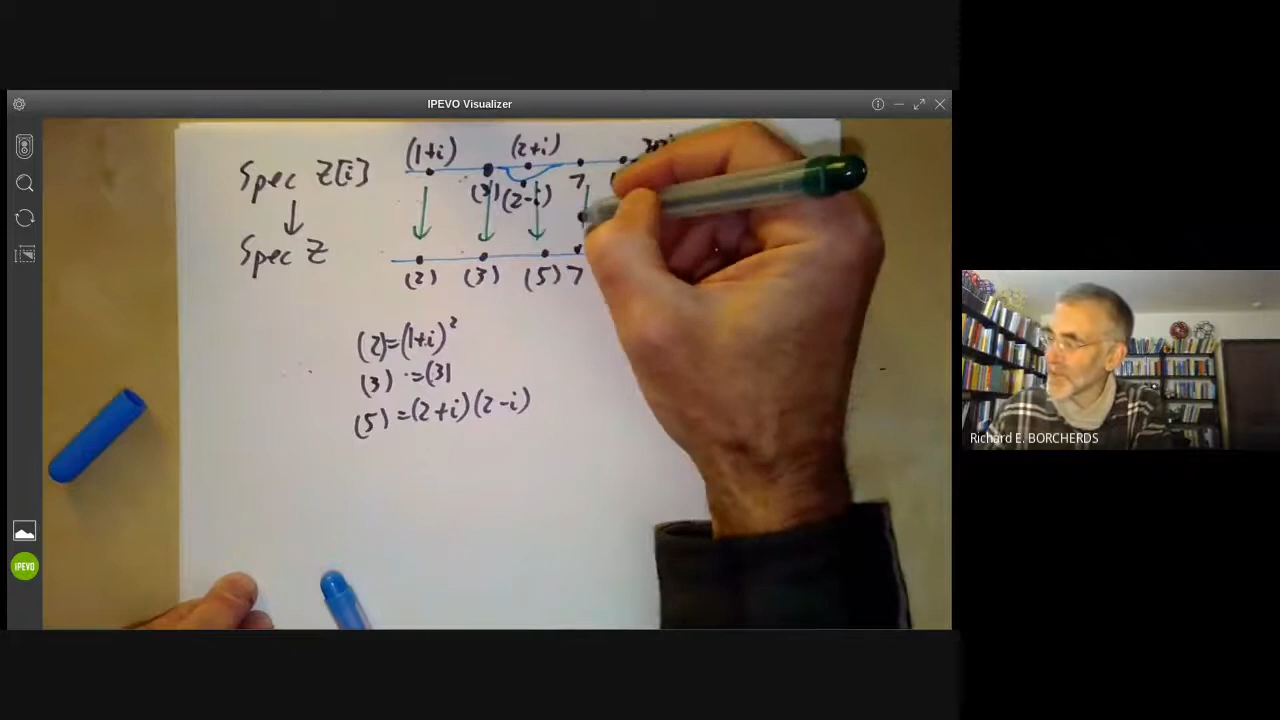 IPEVO Visualizer
(1+i) (2+i)
Spec Z[i] (3) (2-i) 7
Spec Z
(2) (3) (5) 7
(2)=(1+i)²
(3) =(3)
(5) =(2+i)(2-i)
IPEVO
Richard E. BORCHERDS